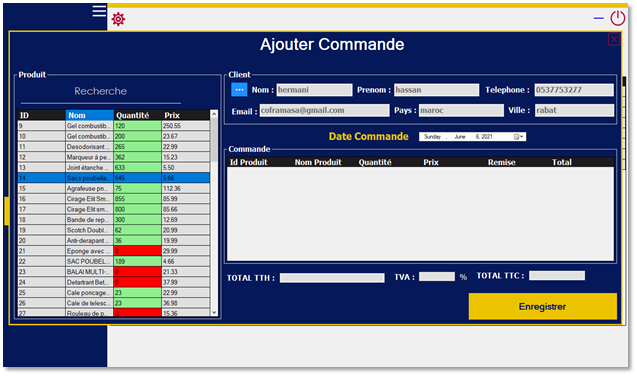 Ajouter Commande
Produit
Recherche
ID Nom Quantité Prix
9 Gel combustib... 120 250.55
10 Gel combustib... 200 23.67
11 Desodorisant ... 265 22.99
12 Marqueur à pe... 362 15.23
13 Joint étanche ... 633 5.50
14 Sacs poubelle... 645 5.66
15 Agrafeuse pn... 75 112.36
16 Cirage Elit Sm... 855 85.99
17 Cirage Elit sm... 800 85.66
18 Bande de rep... 300 12.69
19 Scotch Doubl... 62 20.99
20 Anti-derapant ... 36 19.99
21 Eponge avec ... 0 29.99
22 SAC POUBEL... 189 4.66
23 BALAI MULTI-... 0 21.33
24 Detartrant Bet... 0 37.99
25 Cale poncage... 23 22.99
26 Cale de telesc... 23 36.98
27 Rouleau de p... 0 15.36
Client
... Nom : hermani Prenom : hassan Telephone : 0537753277
Email : coframasa@gmail.com Pays : maroc Ville : rabat
Date Commande Sunday , June 6, 2021
Commande
Id Produit Nom Produit Quantité Prix Remise Total
TOTAL TTH : TVA : % TOTAL TTC :
Enregistrer